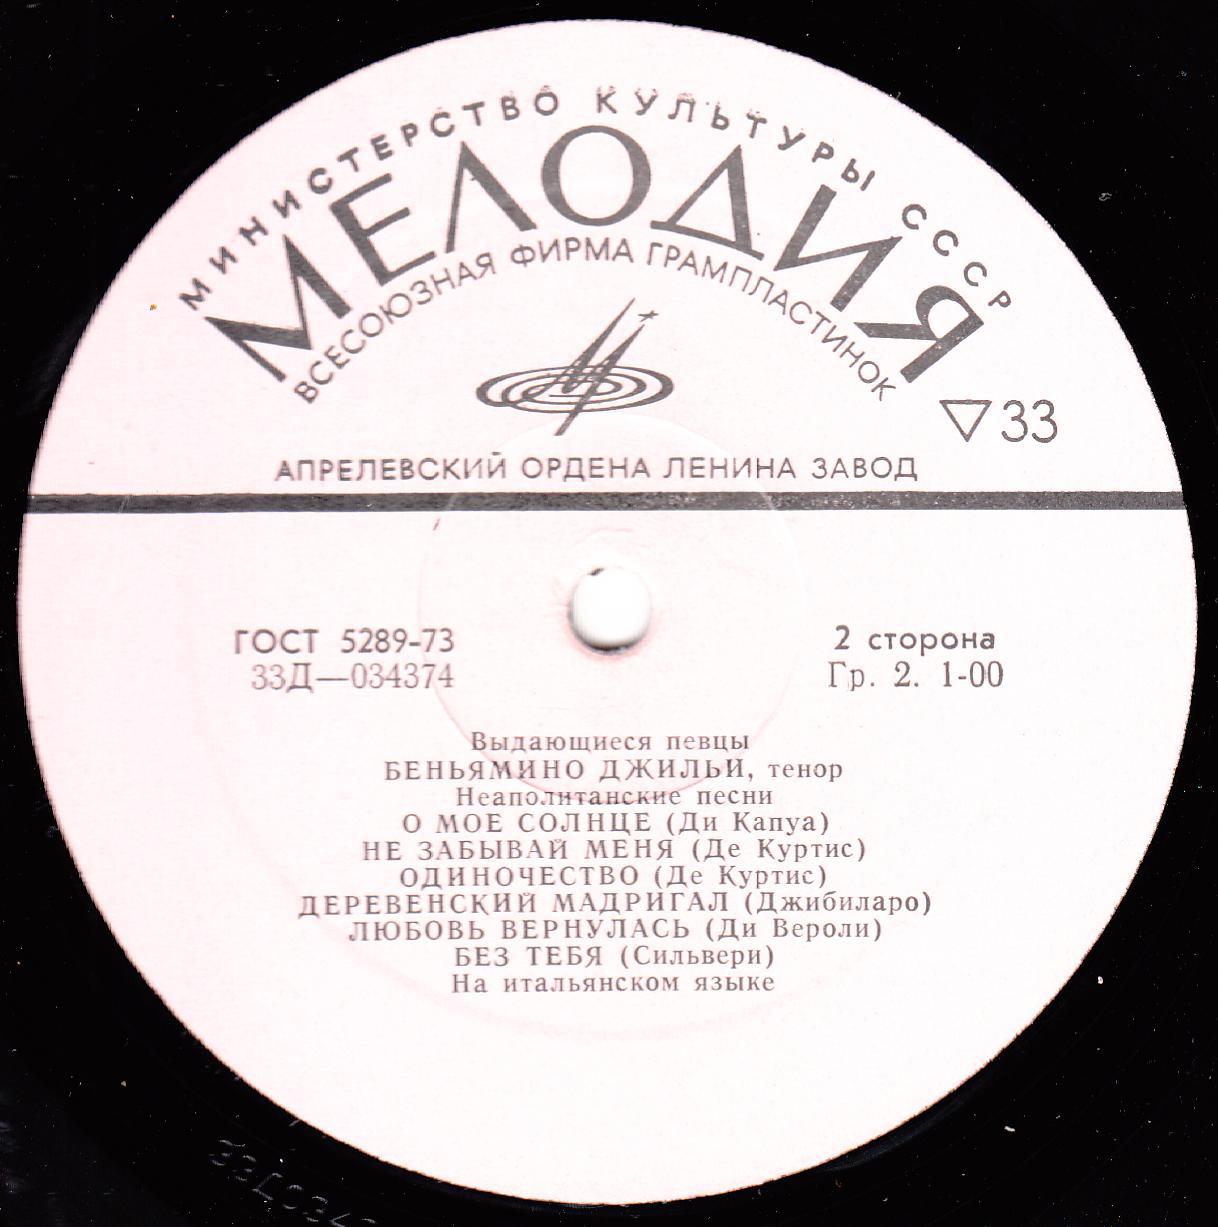 МИНИСТЕРСТВО КУЛЬТУРЫ СССР
МЕЛОДИЯ
ВСЕСОЮЗНАЯ ФИРМА ГРАМПЛАСТИНОК
33
АПРЕЛЕВСКИЙ ОРДЕНА ЛЕНИНА ЗАВОД
ГОСТ 5289-73
33Д—034374
2 сторона
Гр. 2. 1-00
Выдающиеся певцы
БЕНЬЯМИНО ДЖИЛЬИ, тенор
Неаполитанские песни
О МОЕ СОЛНЦЕ (Ди Капуа)
НЕ ЗАБЫВАЙ МЕНЯ (Де Куртис)
ОДИНОЧЕСТВО (Де Куртис)
ДЕРЕВЕНСКИЙ МАДРИГАЛ (Джибиларо)
ЛЮБОВЬ ВЕРНУЛАСЬ (Ди Вероли)
БЕЗ ТЕБЯ (Сильвери)
На итальянском языке